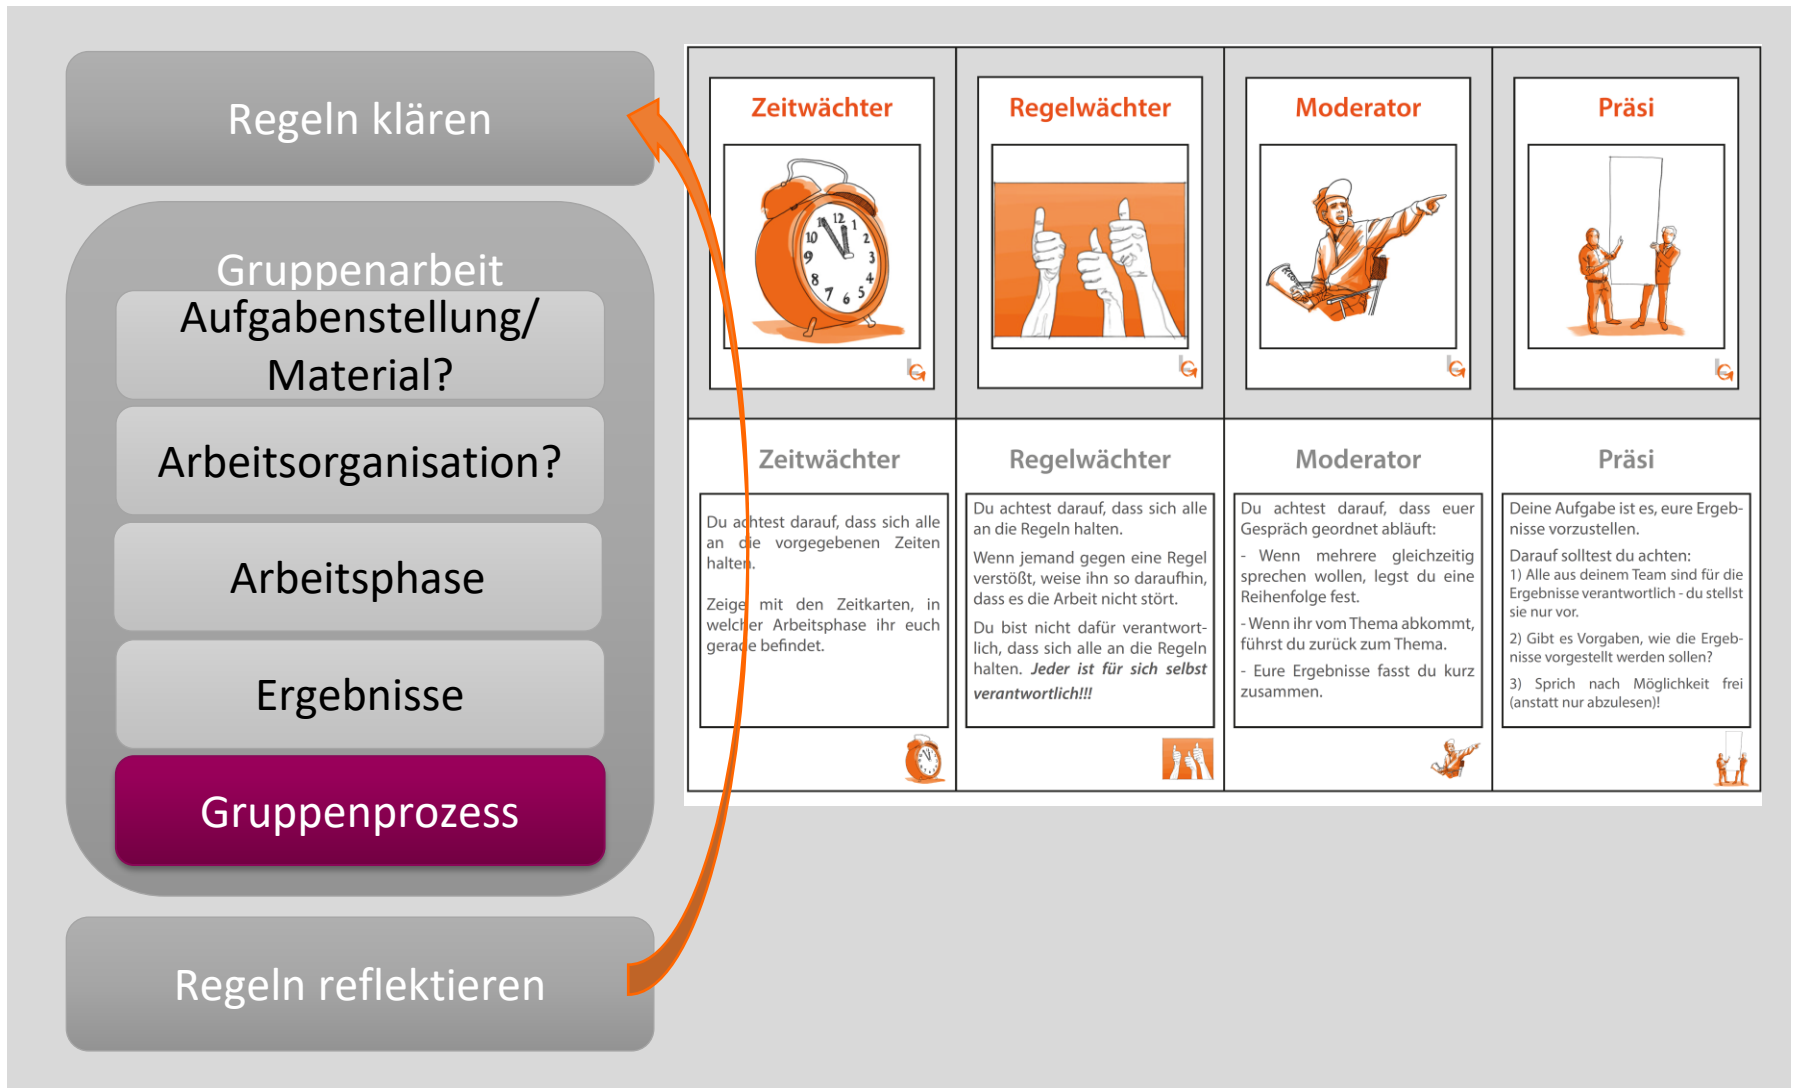 Regeln klären
Gruppenarbeit
Aufgabenstellung/
Material?
Arbeitsorganisation?
Arbeitsphase
Ergebnisse
Gruppenprozess
Regeln reflektieren
Zeitwächter
Regelwächter
Moderator
Präsi
Zeitwächter
Du achtest darauf, dass sich alle
an die vorgegebenen Zeiten
halten.
Zeige mit den Zeitkarten, in
welcher Arbeitsphase ihr euch
gerade befindet.
Regelwächter
Du achtest darauf, dass sich alle
an die Regeln halten.
Wenn jemand gegen eine Regel
verstößt, weise ihn so daraufhin,
dass es die Arbeit nicht stört.
Du bist nicht dafür verantwort-
lich, dass sich alle an die Regeln
halten. Jeder ist für sich selbst
verantwortlich!!!
Moderator
Du achtest darauf, dass euer
Gespräch geordnet abläuft:
- Wenn mehrere gleichzeitig
sprechen wollen, legst du eine
Reihenfolge fest.
- Wenn ihr vom Thema abkommt,
führst du zurück zum Thema.
- Eure Ergebnisse fasst du kurz
zusammen.
Präsi
Deine Aufgabe ist es, eure Ergeb-
nisse vorzustellen.
Darauf solltest du achten:
1) Alle aus deinem Team sind für die
Ergebnisse verantwortlich - du stellst
sie nur vor.
2) Gibt es Vorgaben, wie die Ergeb-
nisse vorgestellt werden sollen?
3) Sprich nach Möglichkeit frei
(anstatt nur abzulesen)!